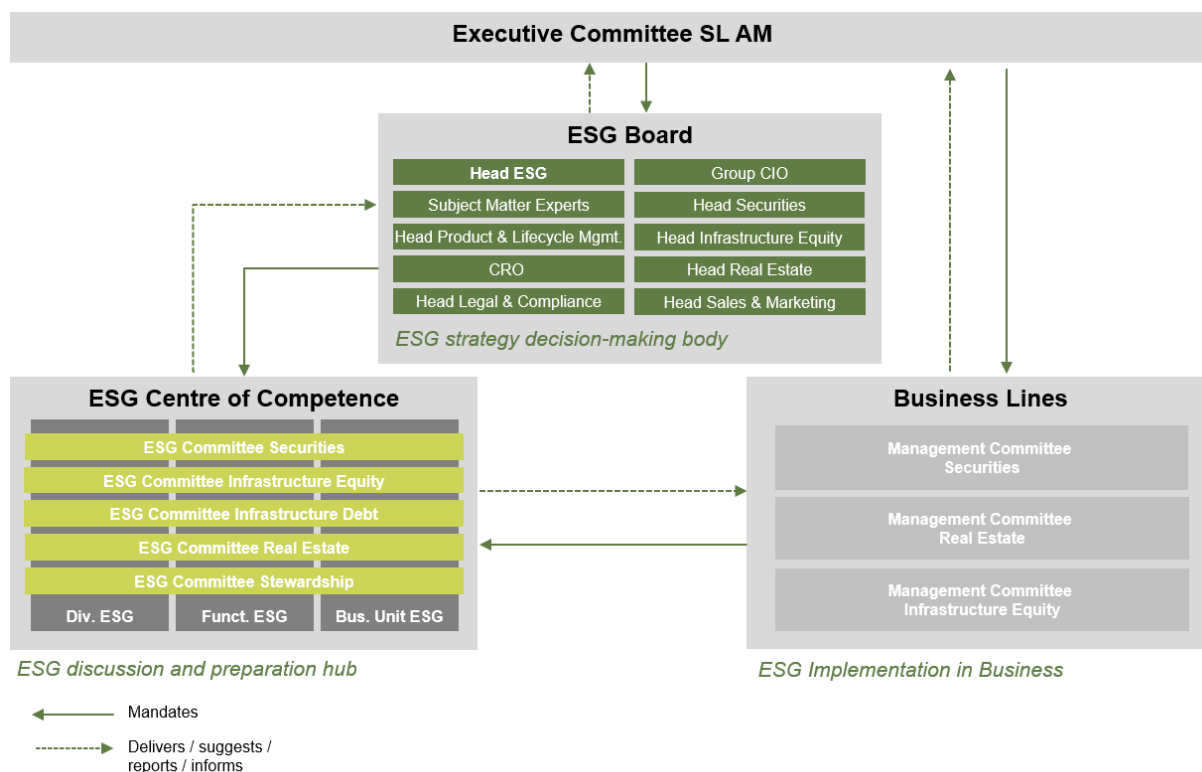 Executive Committee SL AM
ESG Board
Head ESG
Group CIO
Subject Matter Experts
Head Securities
Head Product & Lifecycle Mgmt.
Head Infrastructure Equity
CRO
Head Real Estate
Head Legal & Compliance
Head Sales & Marketing
ESG strategy decision-making body
ESG Centre of Competence
ESG Committee Securities
ESG Committee Infrastructure Equity
ESG Committee Infrastructure Debt
ESG Committee Real Estate
ESG Committee Stewardship
Div. ESG
Funct. ESG
Bus. Unit ESG
ESG discussion and preparation hub
Business Lines
Management Committee
Securities
Management Committee
Real Estate
Management Committee
Infrastructure Equity
ESG Implementation in Business
Mandates
Delivers / suggests /
reports / informs